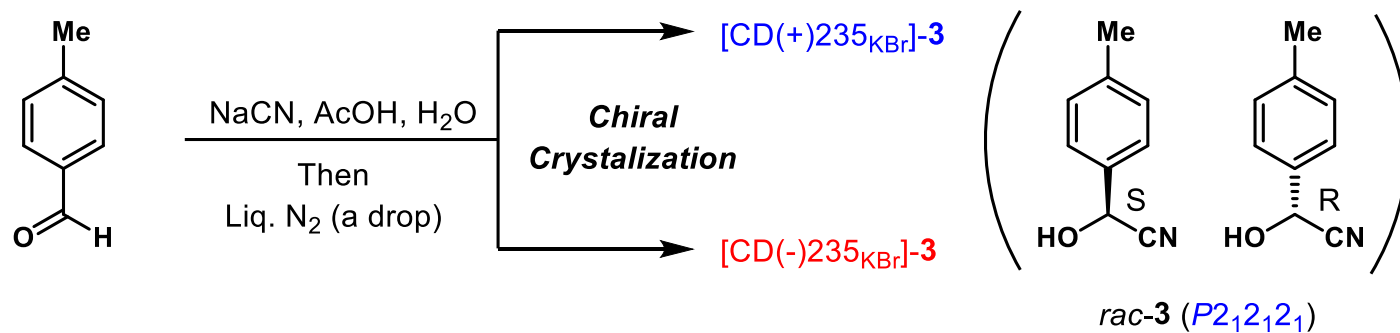 Me
O
H
NaCN, AcOH, H₂O
Then
Liq. N₂ (a drop)
Chiral
Crystalization
[CD(+)235KBr]-3
[CD(-)235KBr]-3
Me
S
HO
CN
Me
R
HO
CN
rac-3 (P2₁2₁2₁)